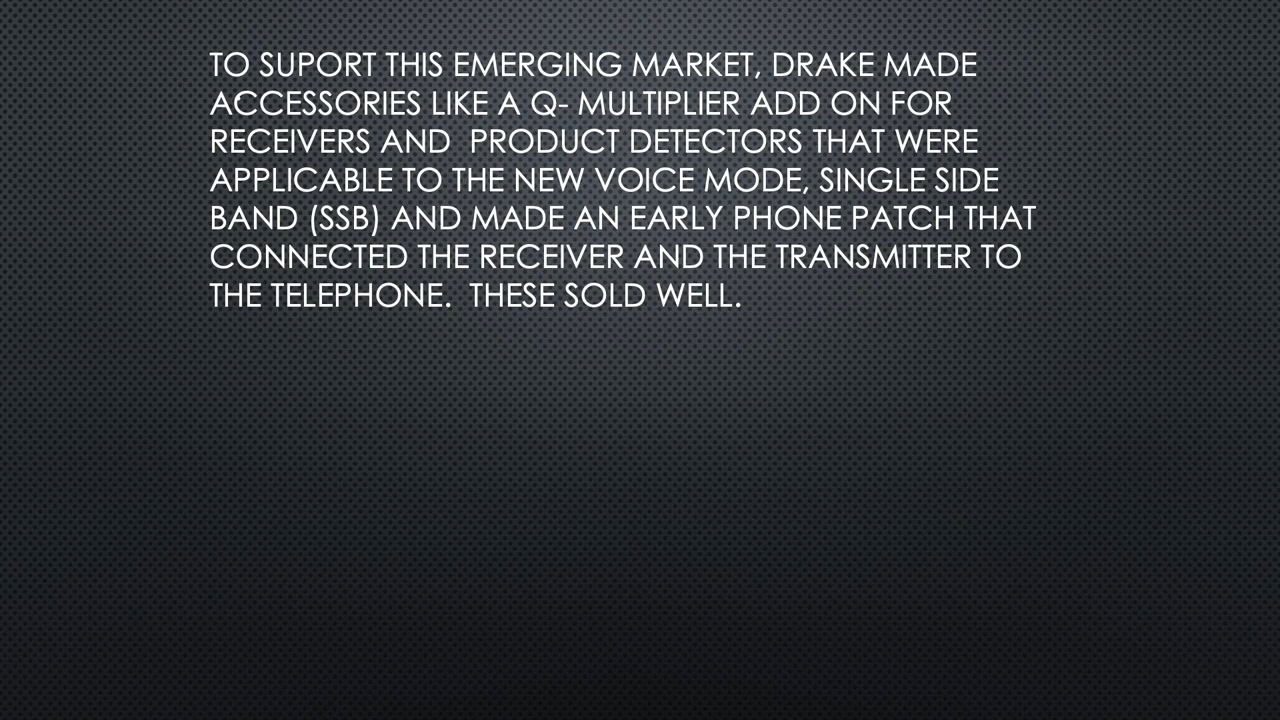 TO SUPORT THIS EMERGING MARKET, DRAKE MADE
ACCESSORIES LIKE A Q- MULTIPLIER ADD ON FOR
RECEIVERS AND  PRODUCT DETECTORS THAT WERE
APPLICABLE TO THE NEW VOICE MODE, SINGLE SIDE
BAND (SSB) AND MADE AN EARLY PHONE PATCH THAT
CONNECTED THE RECEIVER AND THE TRANSMITTER TO
THE TELEPHONE.  THESE SOLD WELL.